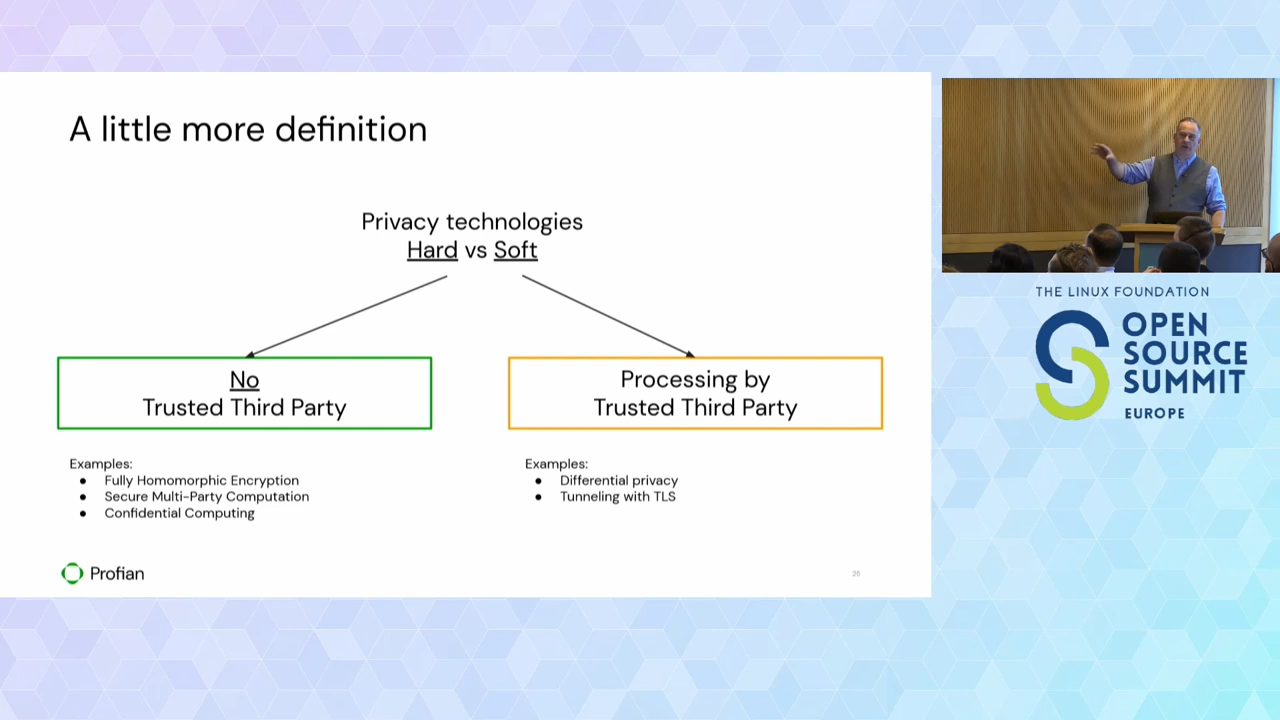 A little more definition
Privacy technologies
Hard vs Soft
No
Trusted Third Party
Processing by
Trusted Third Party
Examples:
● Fully Homomorphic Encryption
● Secure Multi-Party Computation
● Confidential Computing
Examples:
● Differential privacy
● Tunneling with TLS
Profian
25
THE LINUX FOUNDATION
OPEN
SOURCE
SUMMIT
EUROPE